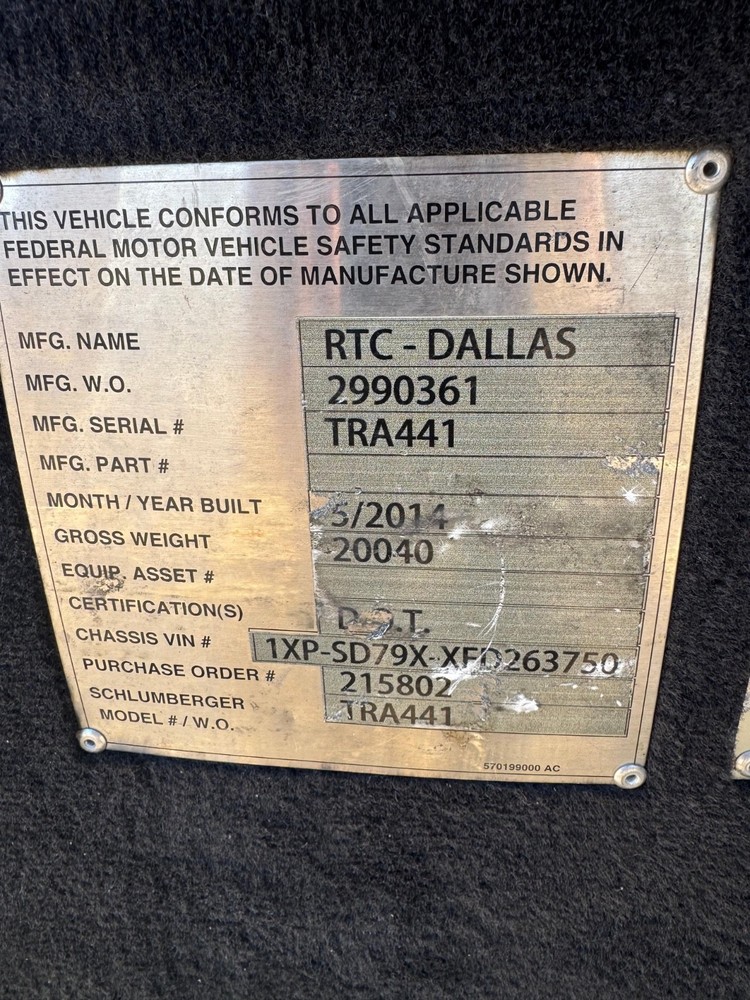 THIS VEHICLE CONFORMS TO ALL APPLICABLE
FEDERAL MOTOR VEHICLE SAFETY STANDARDS IN
EFFECT ON THE DATE OF MANUFACTURE SHOWN.
MFG. NAME RTC - DALLAS
MFG. W.O. 2990361
MFG. SERIAL # TRA441
MFG. PART #
MONTH / YEAR BUILT 5/2014
GROSS WEIGHT 20040
EQUIP. ASSET #
CERTIFICATION(S) D.O.T.
CHASSIS VIN # 1XP-SD79X-XFD263750
PURCHASE ORDER # 215802
SCHLUMBERGER
MODEL # / W.O. TRA441
570199000 AC